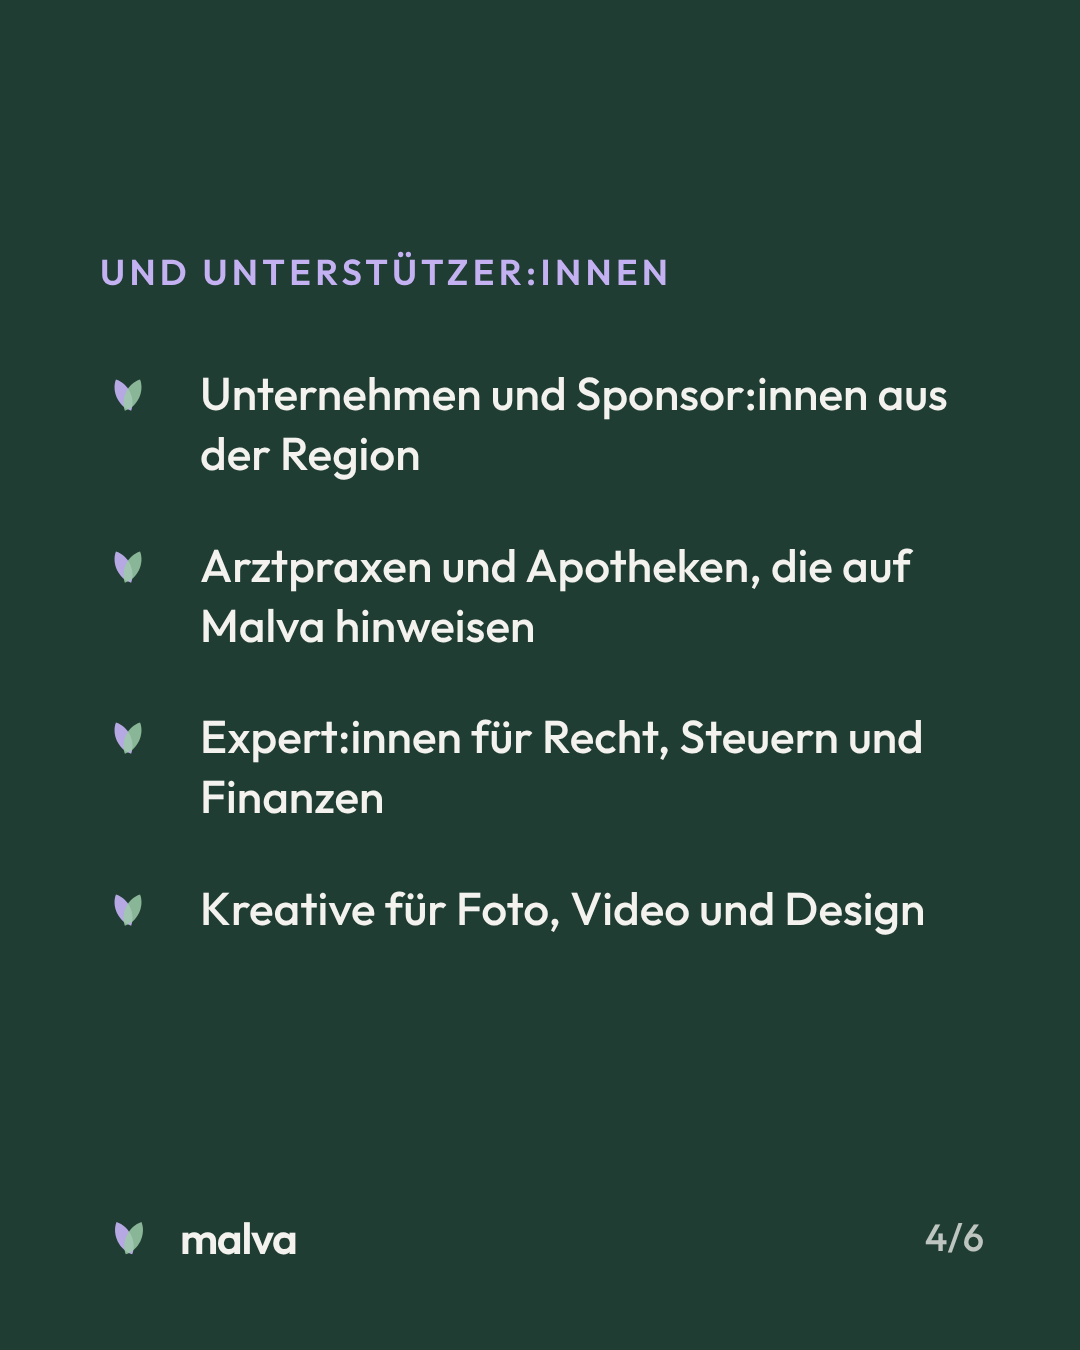 UND UNTERSTÜTZER:INNEN
Unternehmen und Sponsor:innen aus
der Region
Arztpraxen und Apotheken, die auf
Malva hinweisen
Expert:innen für Recht, Steuern und
Finanzen
Kreative für Foto, Video und Design
malva
4/6